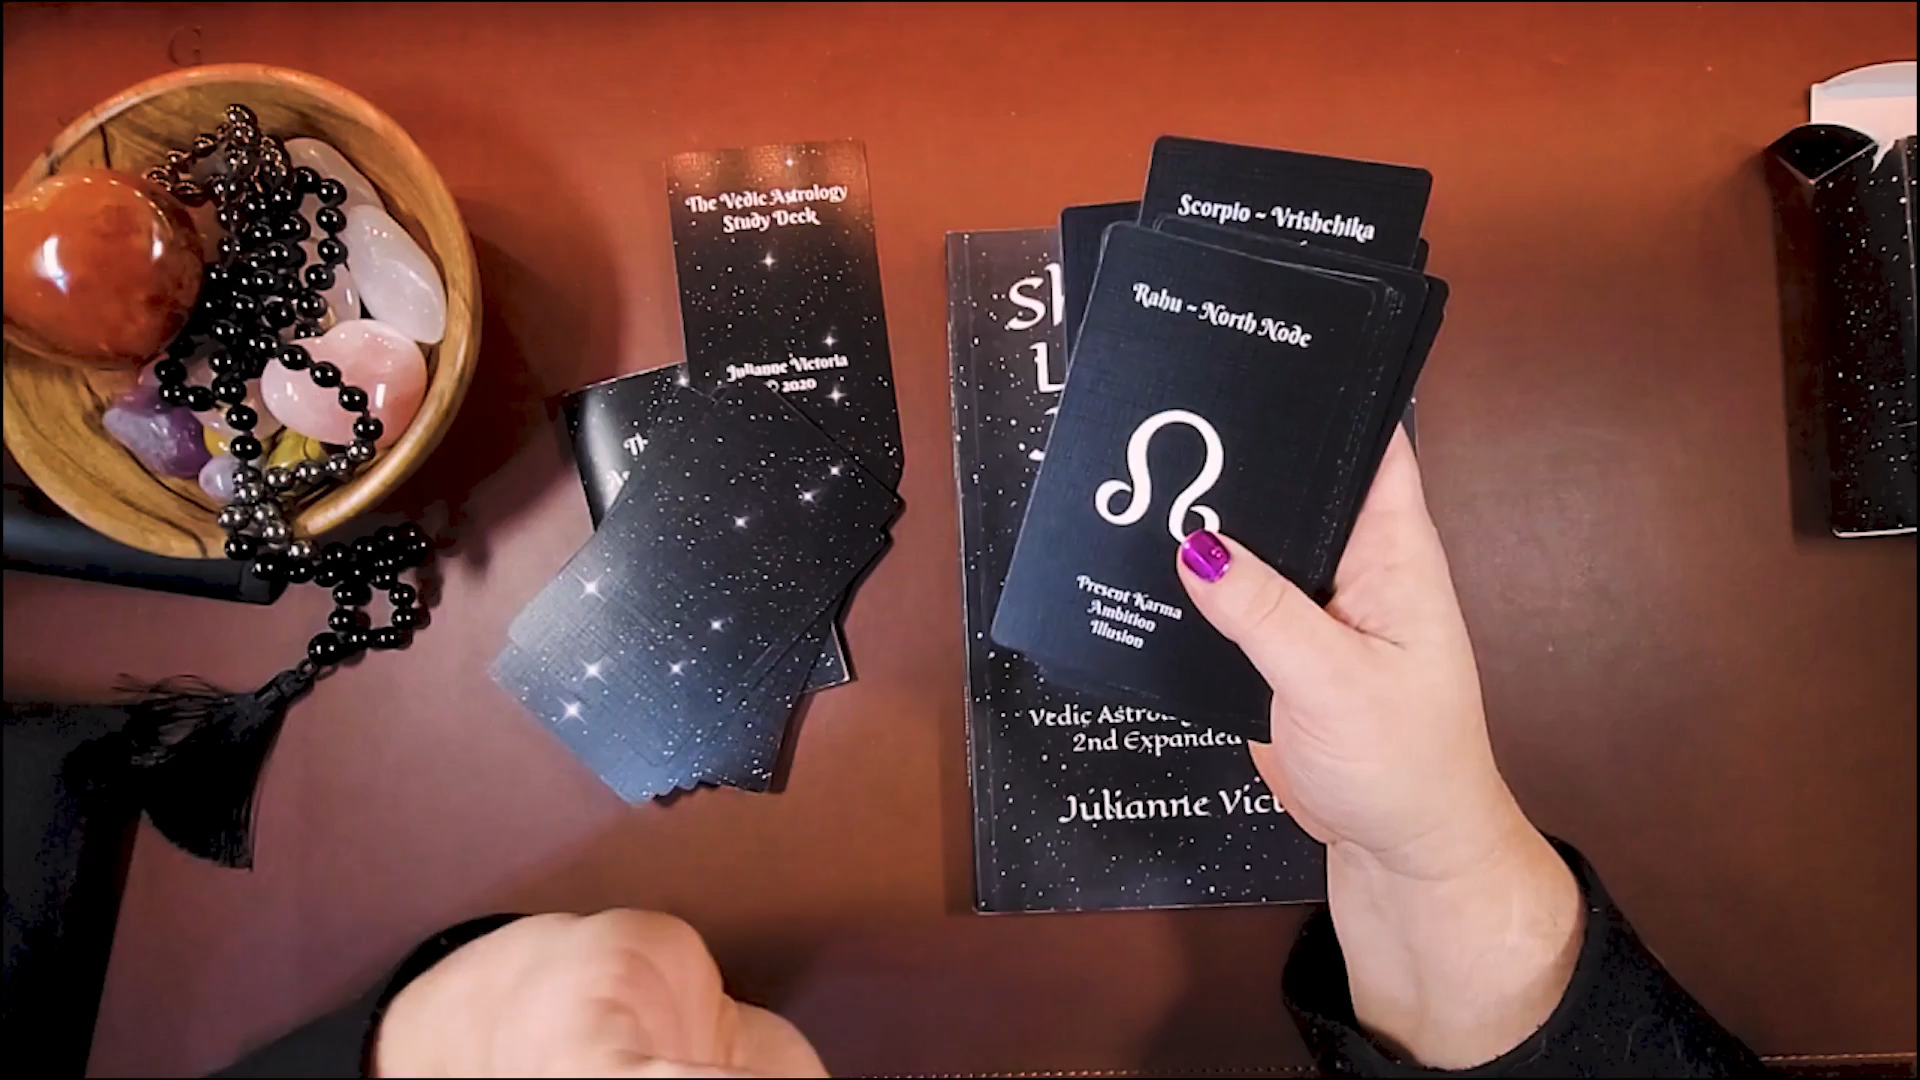 The Vedic Astrology
Study Deck
Julianne Victoria
© 2020
Scorpio ~ Vrishchika
Rahu ~ North Node
Present Karma
Ambition
Illusion
Vedic
2nd Expanded
Julianne